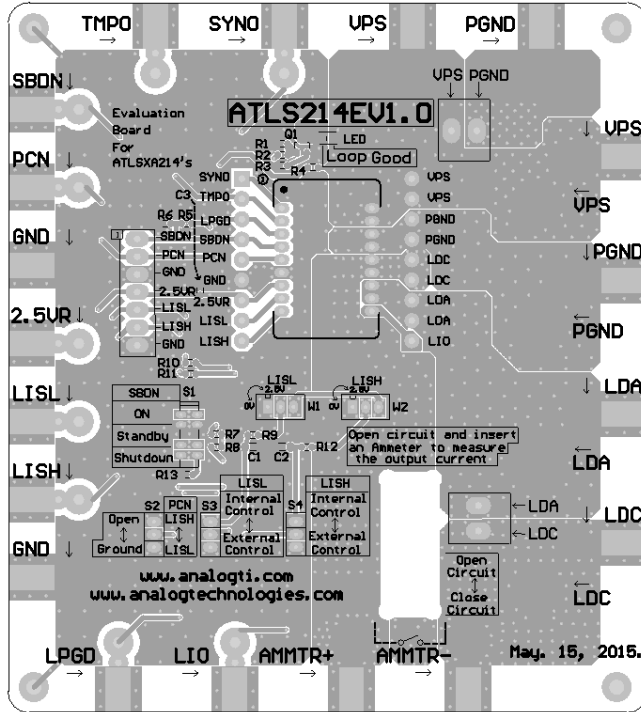 TMPO → SYNO → VPS → PGND →
SBDN ↓
PCN ↓
GND ↓
2.5VR ↓
LISL ↓
LISH ↓
GND ↓
Evaluation
Board
For
ATLSXA214's
ATLS214EV1.0
Q1
LED
R1
R2
R3
R4
Loop Good
VPS PGND
↓ VPS
← VPS
↓ PGND
← PGND
↓ LDA
← LDA
↓ LDC
← LDC
SYNO
TMPO
LPGD
SBDN
PCN
GND
2.5VR
LISL
LISH
C3
R6 R5
1
SBDN
PCN
GND
2.5VR
LISL
LISH
GND
VPS
VPS
PGND
PGND
LDC
LDC
LDA
LDA
LIO
R10
R11
SBDN S1
ON
Standby
Shutdown
R13
R7
R8
R9
C1 C2
R12
LISL
2.5V
0V
W1
LISH
2.5V
0V
W2
Open circuit and insert
an Ammeter to measure
the output current
S2 PCN
Open LISH
Ground LISL
S3 LISL
Internal
Control
External
Control
S4 LISH
Internal
Control
External
Control
← LDA
← LDC
Open
Circuit
Close
Circuit
www.analogti.com
www.analogtechnologies.com
LPGD LIO AMMTR+ AMMTR-
→ → → →
May. 15, 2015.